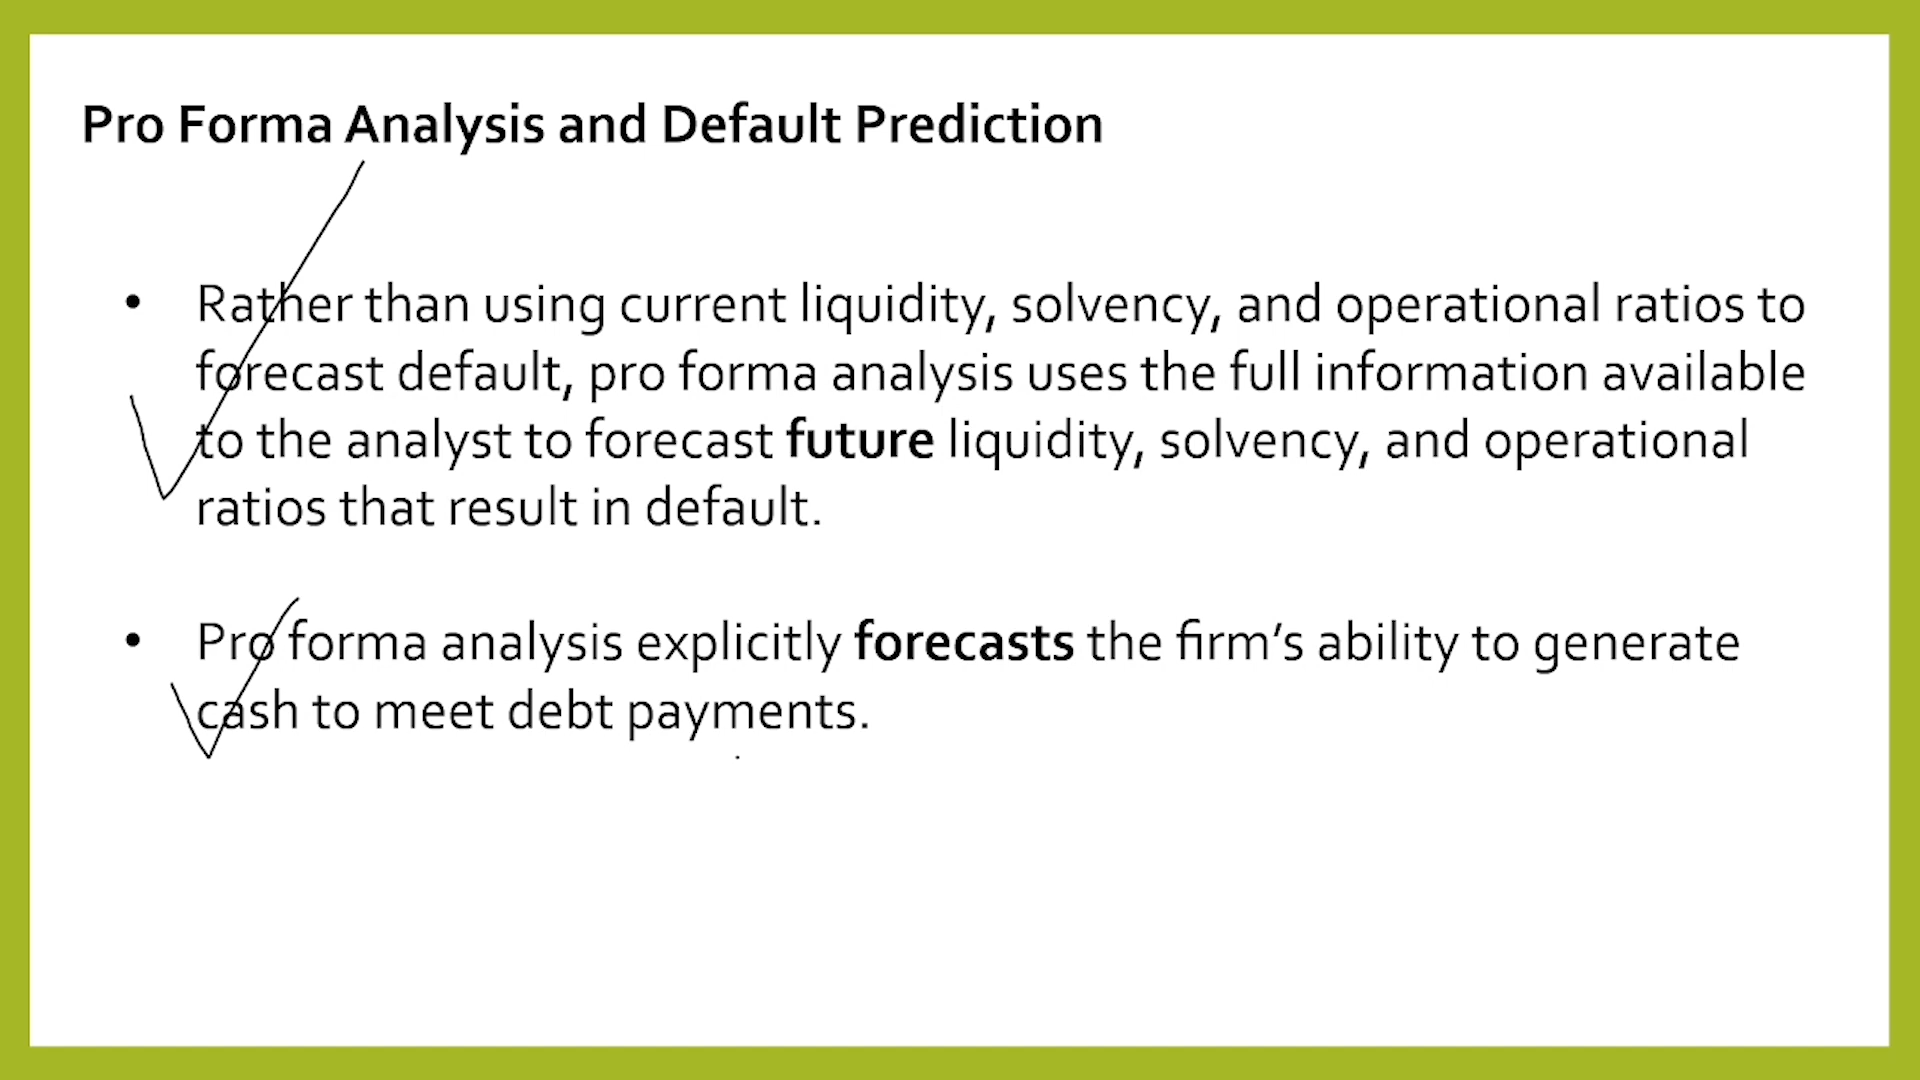 Pro Forma Analysis and Default Prediction
• Rather than using current liquidity, solvency, and operational ratios to
forecast default, pro forma analysis uses the full information available
to the analyst to forecast future liquidity, solvency, and operational
ratios that result in default.
• Pro forma analysis explicitly forecasts the firm’s ability to generate
cash to meet debt payments.